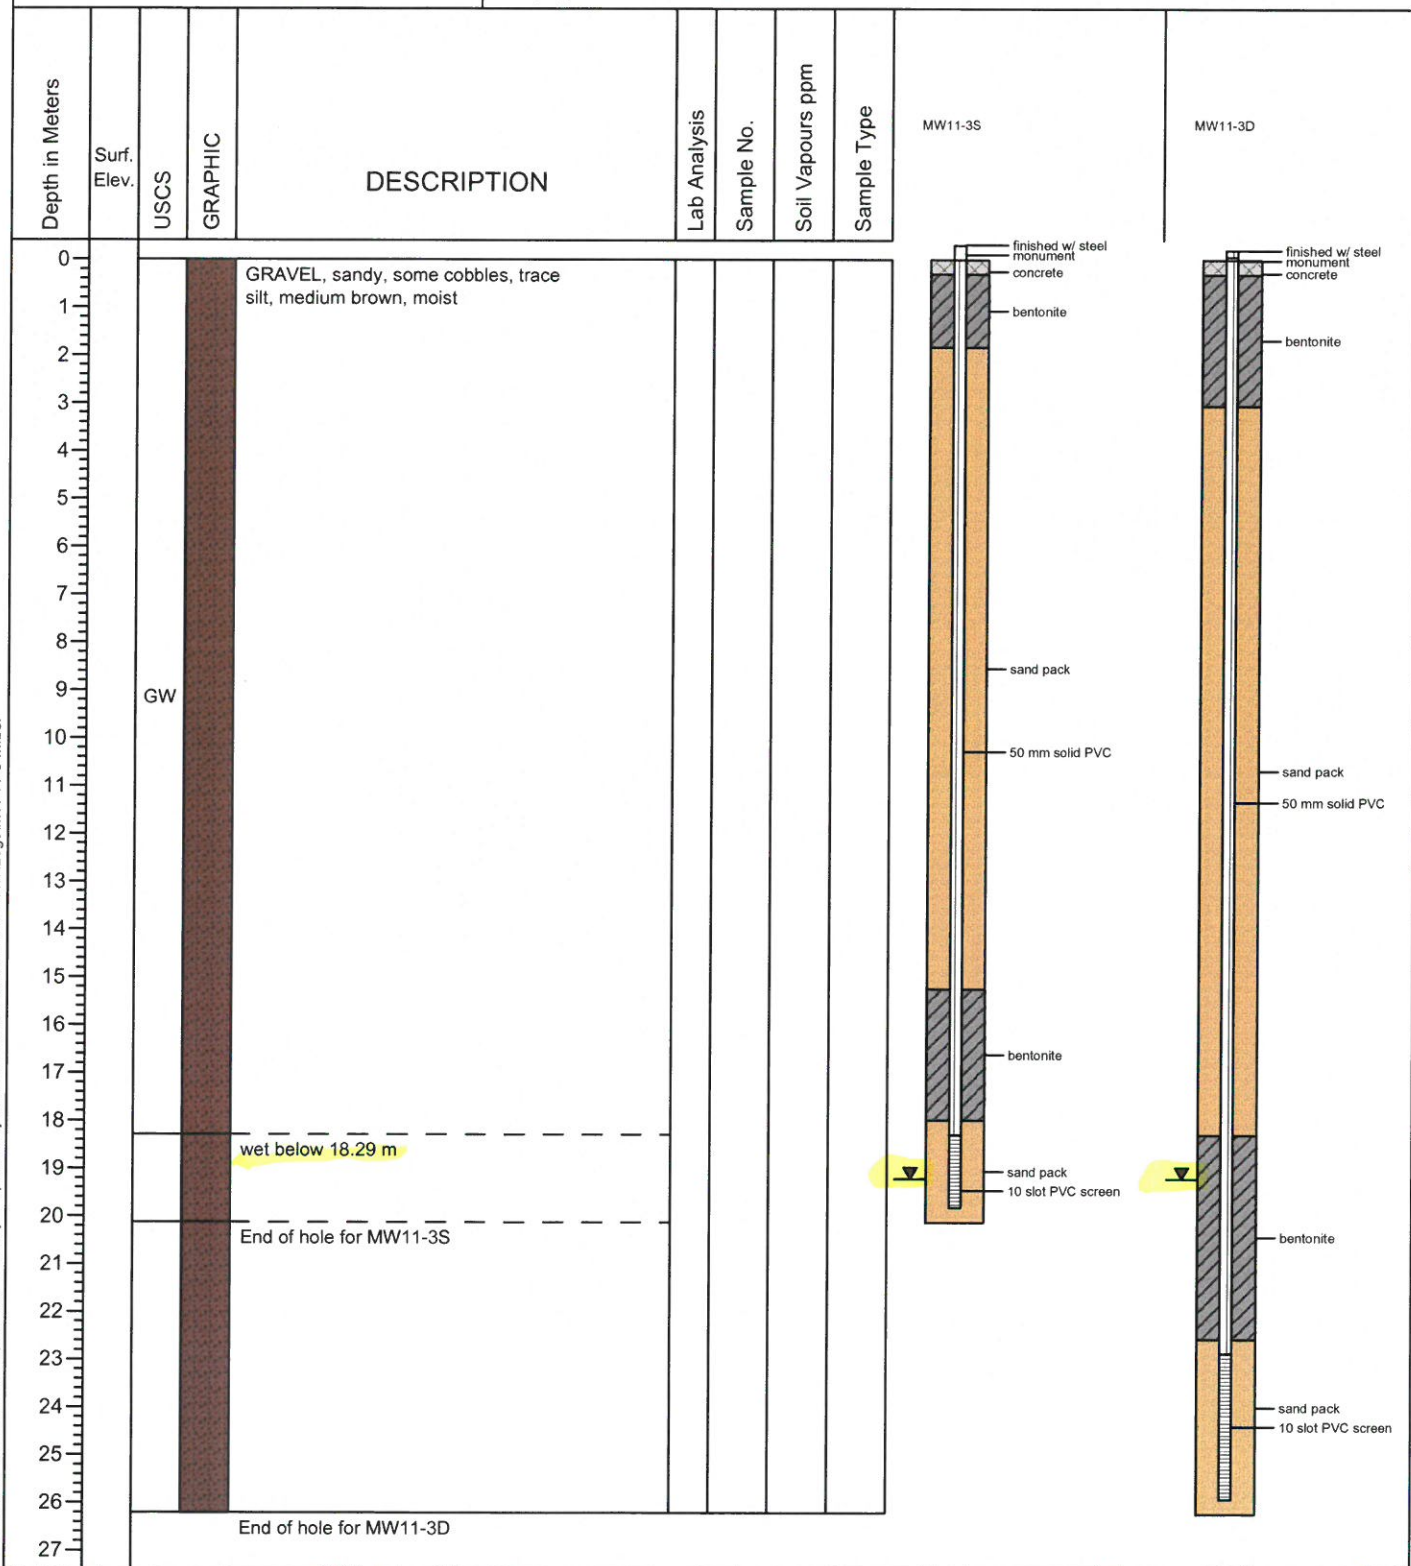 Depth in Meters
Surf.
Elev.
USCS
GRAPHIC
DESCRIPTION
Lab Analysis
Sample No.
Soil Vapours ppm
Sample Type
MW11-3S
MW11-3D
0
1
2
3
4
5
6
7
8
9
10
11
12
13
14
15
16
17
18
19
20
21
22
23
24
25
26
27
GW
GRAVEL, sandy, some cobbles, trace
silt, medium brown, moist
wet below 18.29 m
End of hole for MW11-3S
End of hole for MW11-3D
finished w/ steel
monument
concrete
bentonite
sand pack
50 mm solid PVC
bentonite
sand pack
10 slot PVC screen
finished w/ steel
monument
concrete
bentonite
sand pack
50 mm solid PVC
bentonite
sand pack
10 slot PVC screen